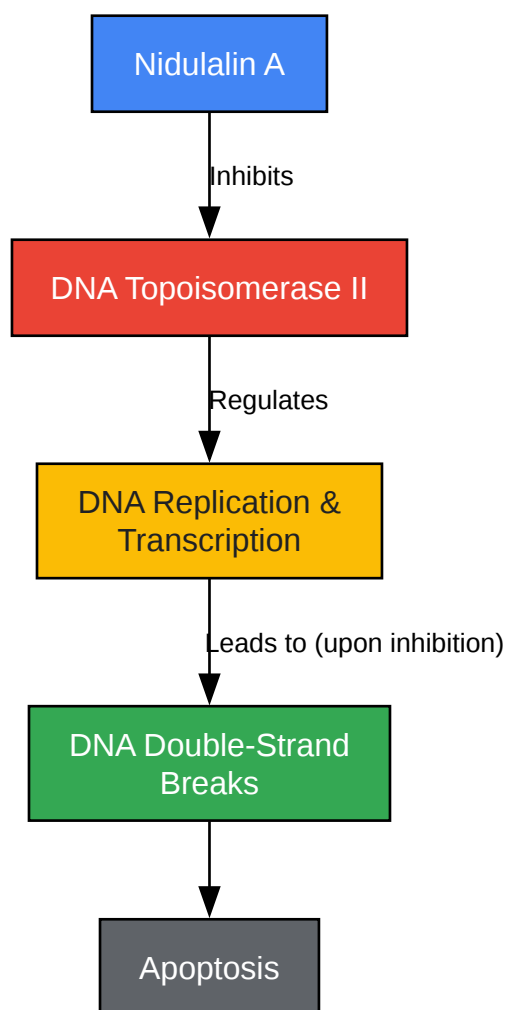 Nidulalin A
Inhibits
DNA Topoisomerase II
Regulates
DNA Replication &
Transcription
Leads to (upon inhibition)
DNA Double-Strand
Breaks
Apoptosis